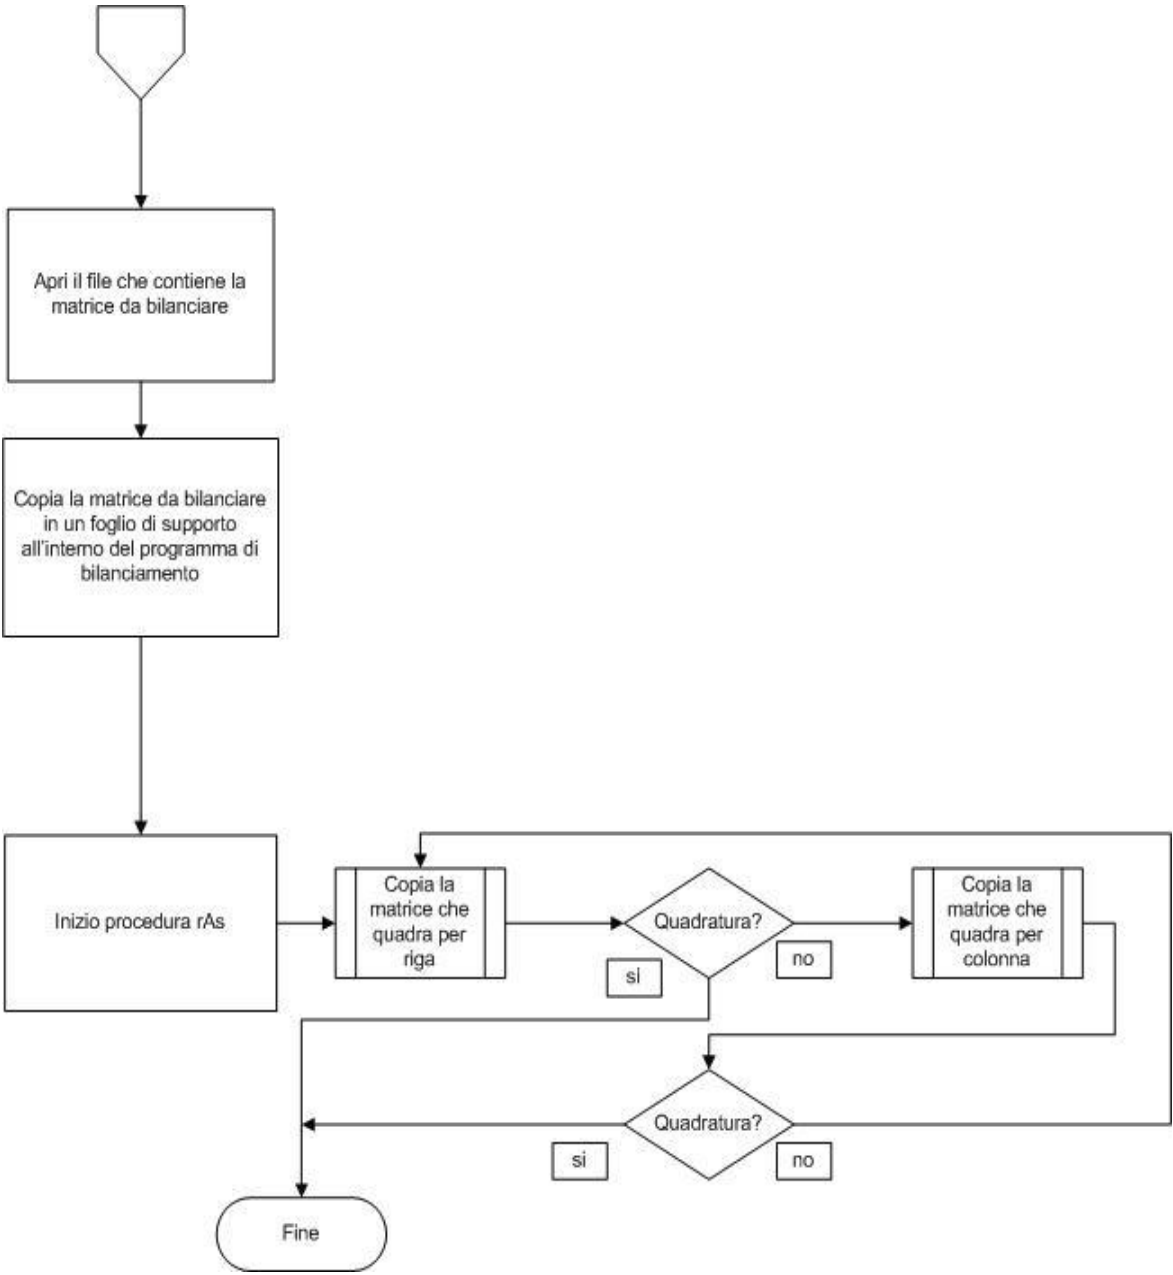 Apri il file che contiene la
matrice da bilanciare
Copia la matrice da bilanciare
in un foglio di supporto
all'interno del programma di
bilanciamento
Inizio procedura rAs
Copia la
matrice che
quadra per
riga
Quadratura?
si
no
Copia la
matrice che
quadra per
colonna
Quadratura?
si
no
Fine